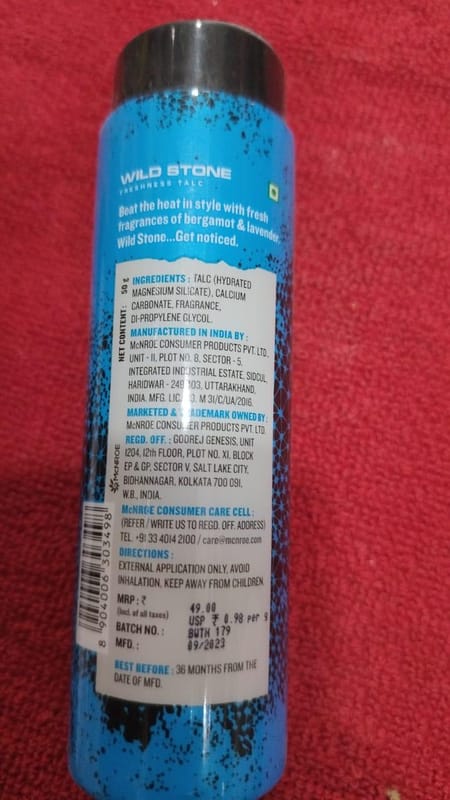 WILD STONE
FRESHNESS TALC
Beat the heat in style with fresh
fragrances of bergamot & lavender.
Wild Stone...Get noticed.
NET CONTENT: 50 g
INGREDIENTS : TALC (HYDRATED
MAGNESIUM SILICATE), CALCIUM
CARBONATE, FRAGRANCE,
DI-PROPYLENE GLYCOL.
MANUFACTURED IN INDIA BY :
McNROE CONSUMER PRODUCTS PVT. LTD.,
UNIT - II, PLOT NO. 8, SECTOR - 5,
INTEGRATED INDUSTRIAL ESTATE, SIDCUL,
HARIDWAR - 249403, UTTARAKHAND,
INDIA. MFG. LIC. NO. M 31/C/UA/2016.
MARKETED & TRADEMARK OWNED BY :
McNROE CONSUMER PRODUCTS PVT. LTD.
REGD. OFF. : GODREJ GENESIS, UNIT
1204, 12th FLOOR, PLOT NO. XI, BLOCK
EP & GP, SECTOR V, SALT LAKE CITY,
BIDHANNAGAR, KOLKATA 700 091,
W.B., INDIA.
McNROE
McNROE CONSUMER CARE CELL :
(REFER / WRITE US TO REGD. OFF. ADDRESS)
TEL. +91 33 4014 2100 / care@mcnroe.com
DIRECTIONS :
EXTERNAL APPLICATION ONLY, AVOID
INHALATION, KEEP AWAY FROM CHILDREN.
MRP : ₹ 49.00
(incl. of all taxes) USP ₹ 0.98 per g
BATCH NO. : BUTH 179
MFD. : 09/2023
BEST BEFORE : 36 MONTHS FROM THE
DATE OF MFD.
8 904006 303498